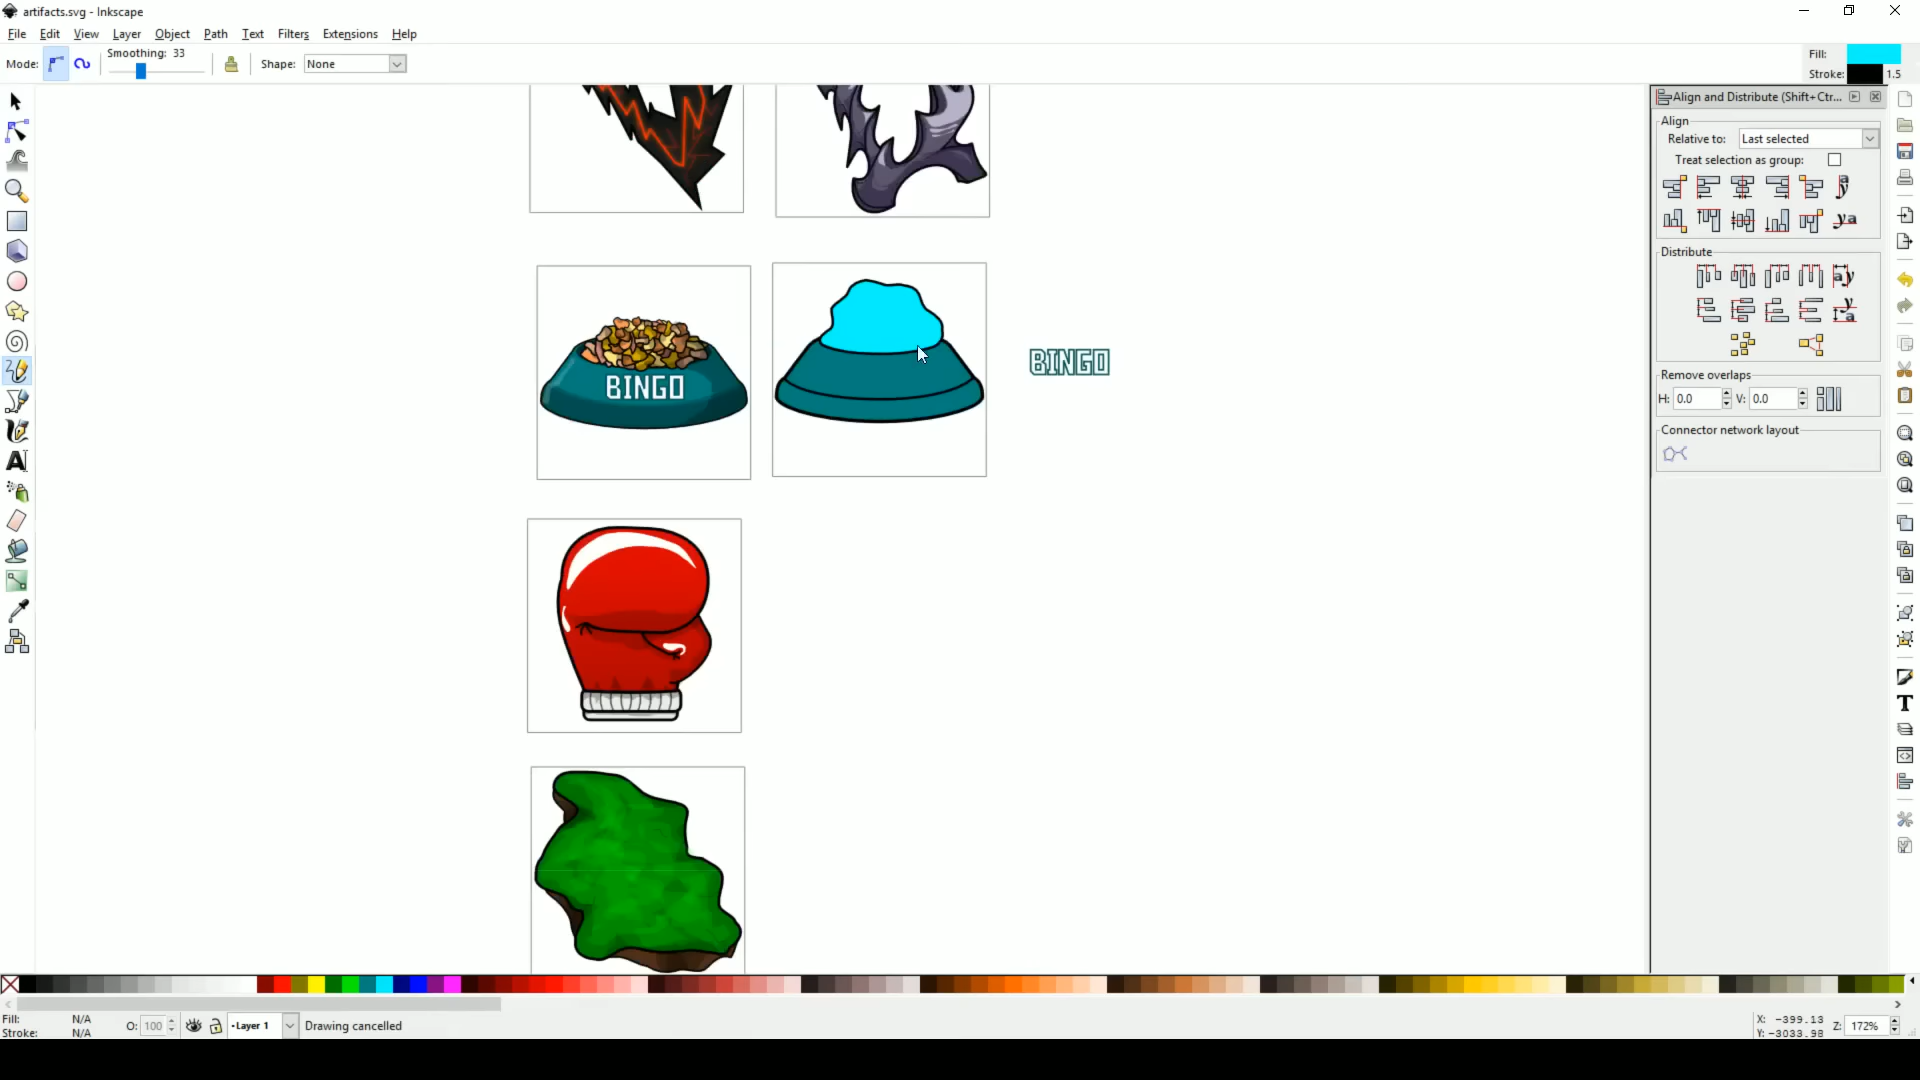 artifacts.svg - Inkscape
File Edit View Layer Object Path Text Filters Extensions Help
Mode: Smoothing: 33 Shape: None
Fill:
Stroke: 1.5
Align and Distribute (Shift+Ctr...
Align
Relative to: Last selected
Treat selection as group:
Distribute
Remove overlaps
H: 0.0 V: 0.0
Connector network layout
BINGO
BINGO
Fill: N/A
Stroke: N/A
O: 100
•Layer 1
Drawing cancelled
X: -399.13
Y: -3033.98
Z: 172%